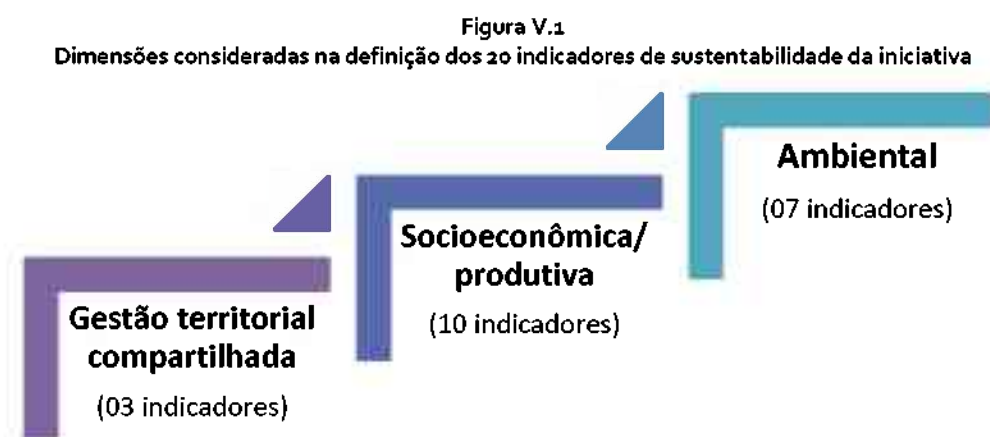 Figura V.1
Dimensões consideradas na definição dos 20 indicadores de sustentabilidade da iniciativa
Gestão territorial
compartilhada
(03 indicadores)
Socioeconômica/
produtiva
(10 indicadores)
Ambiental
(07 indicadores)